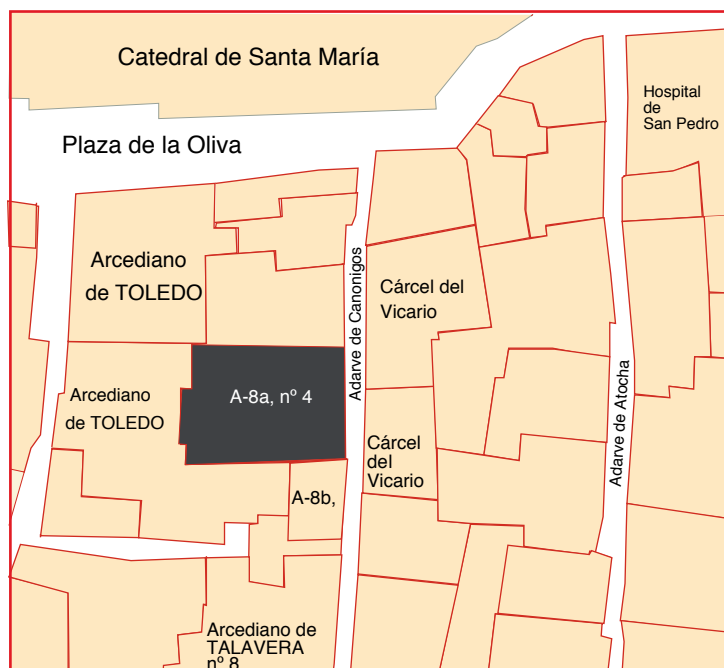 Catedral de Santa María
Hospital
de
San Pedro
Plaza de la Oliva
Arcediano
de TOLEDO
Adarve de Canonigos
Cárcel del
Vicario
A-8a, nº 4
Arcediano
de TOLEDO
Adarve de Atocha
Cárcel
del
Vicario
A-8b,
Arcediano de
TALAVERA
nº 8